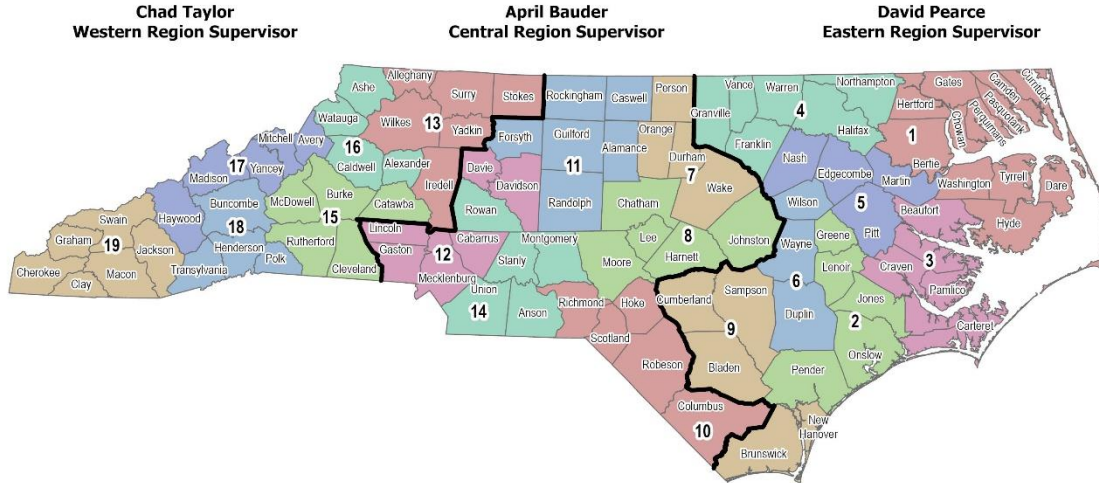 Chad Taylor
Western Region Supervisor
April Bauder
Central Region Supervisor
David Pearce
Eastern Region Supervisor
Alleghany
Ashe
Surry
Stokes
Rockingham
Caswell
Person
Vance
Warren
Northampton
Gates
Camden
Currituck
Pasquotank
Perquimans
Chowan
Hertford
Granville
4
Halifax
1
Bertie
Watauga
Wilkes
13
Yadkin
Forsyth
Guilford
Alamance
Orange
Durham
Franklin
Nash
Edgecombe
Martin
Washington
Tyrrell
Dare
Mitchell
Avery
16
Caldwell
Alexander
Iredell
Davie
Davidson
11
Randolph
Chatham
7
Wake
Wilson
5
Pitt
Beaufort
Hyde
17
Yancey
Madison
Burke
McDowell
15
Catawba
Rowan
Buncombe
18
Haywood
Swain
Graham
19
Jackson
Henderson
Rutherford
Lincoln
Gaston
12
Cabarrus
Montgomery
Lee
8
Johnston
Wayne
Greene
Lenoir
Craven
3
Pamlico
Cherokee
Macon
Clay
Transylvania
Polk
Cleveland
Mecklenburg
Stanly
Moore
Harnett
6
Jones
Union
14
Anson
Richmond
Hoke
Scotland
Cumberland
Sampson
9
Duplin
2
Onslow
Carteret
Robeson
Bladen
Pender
Columbus
10
New
Hanover
Brunswick